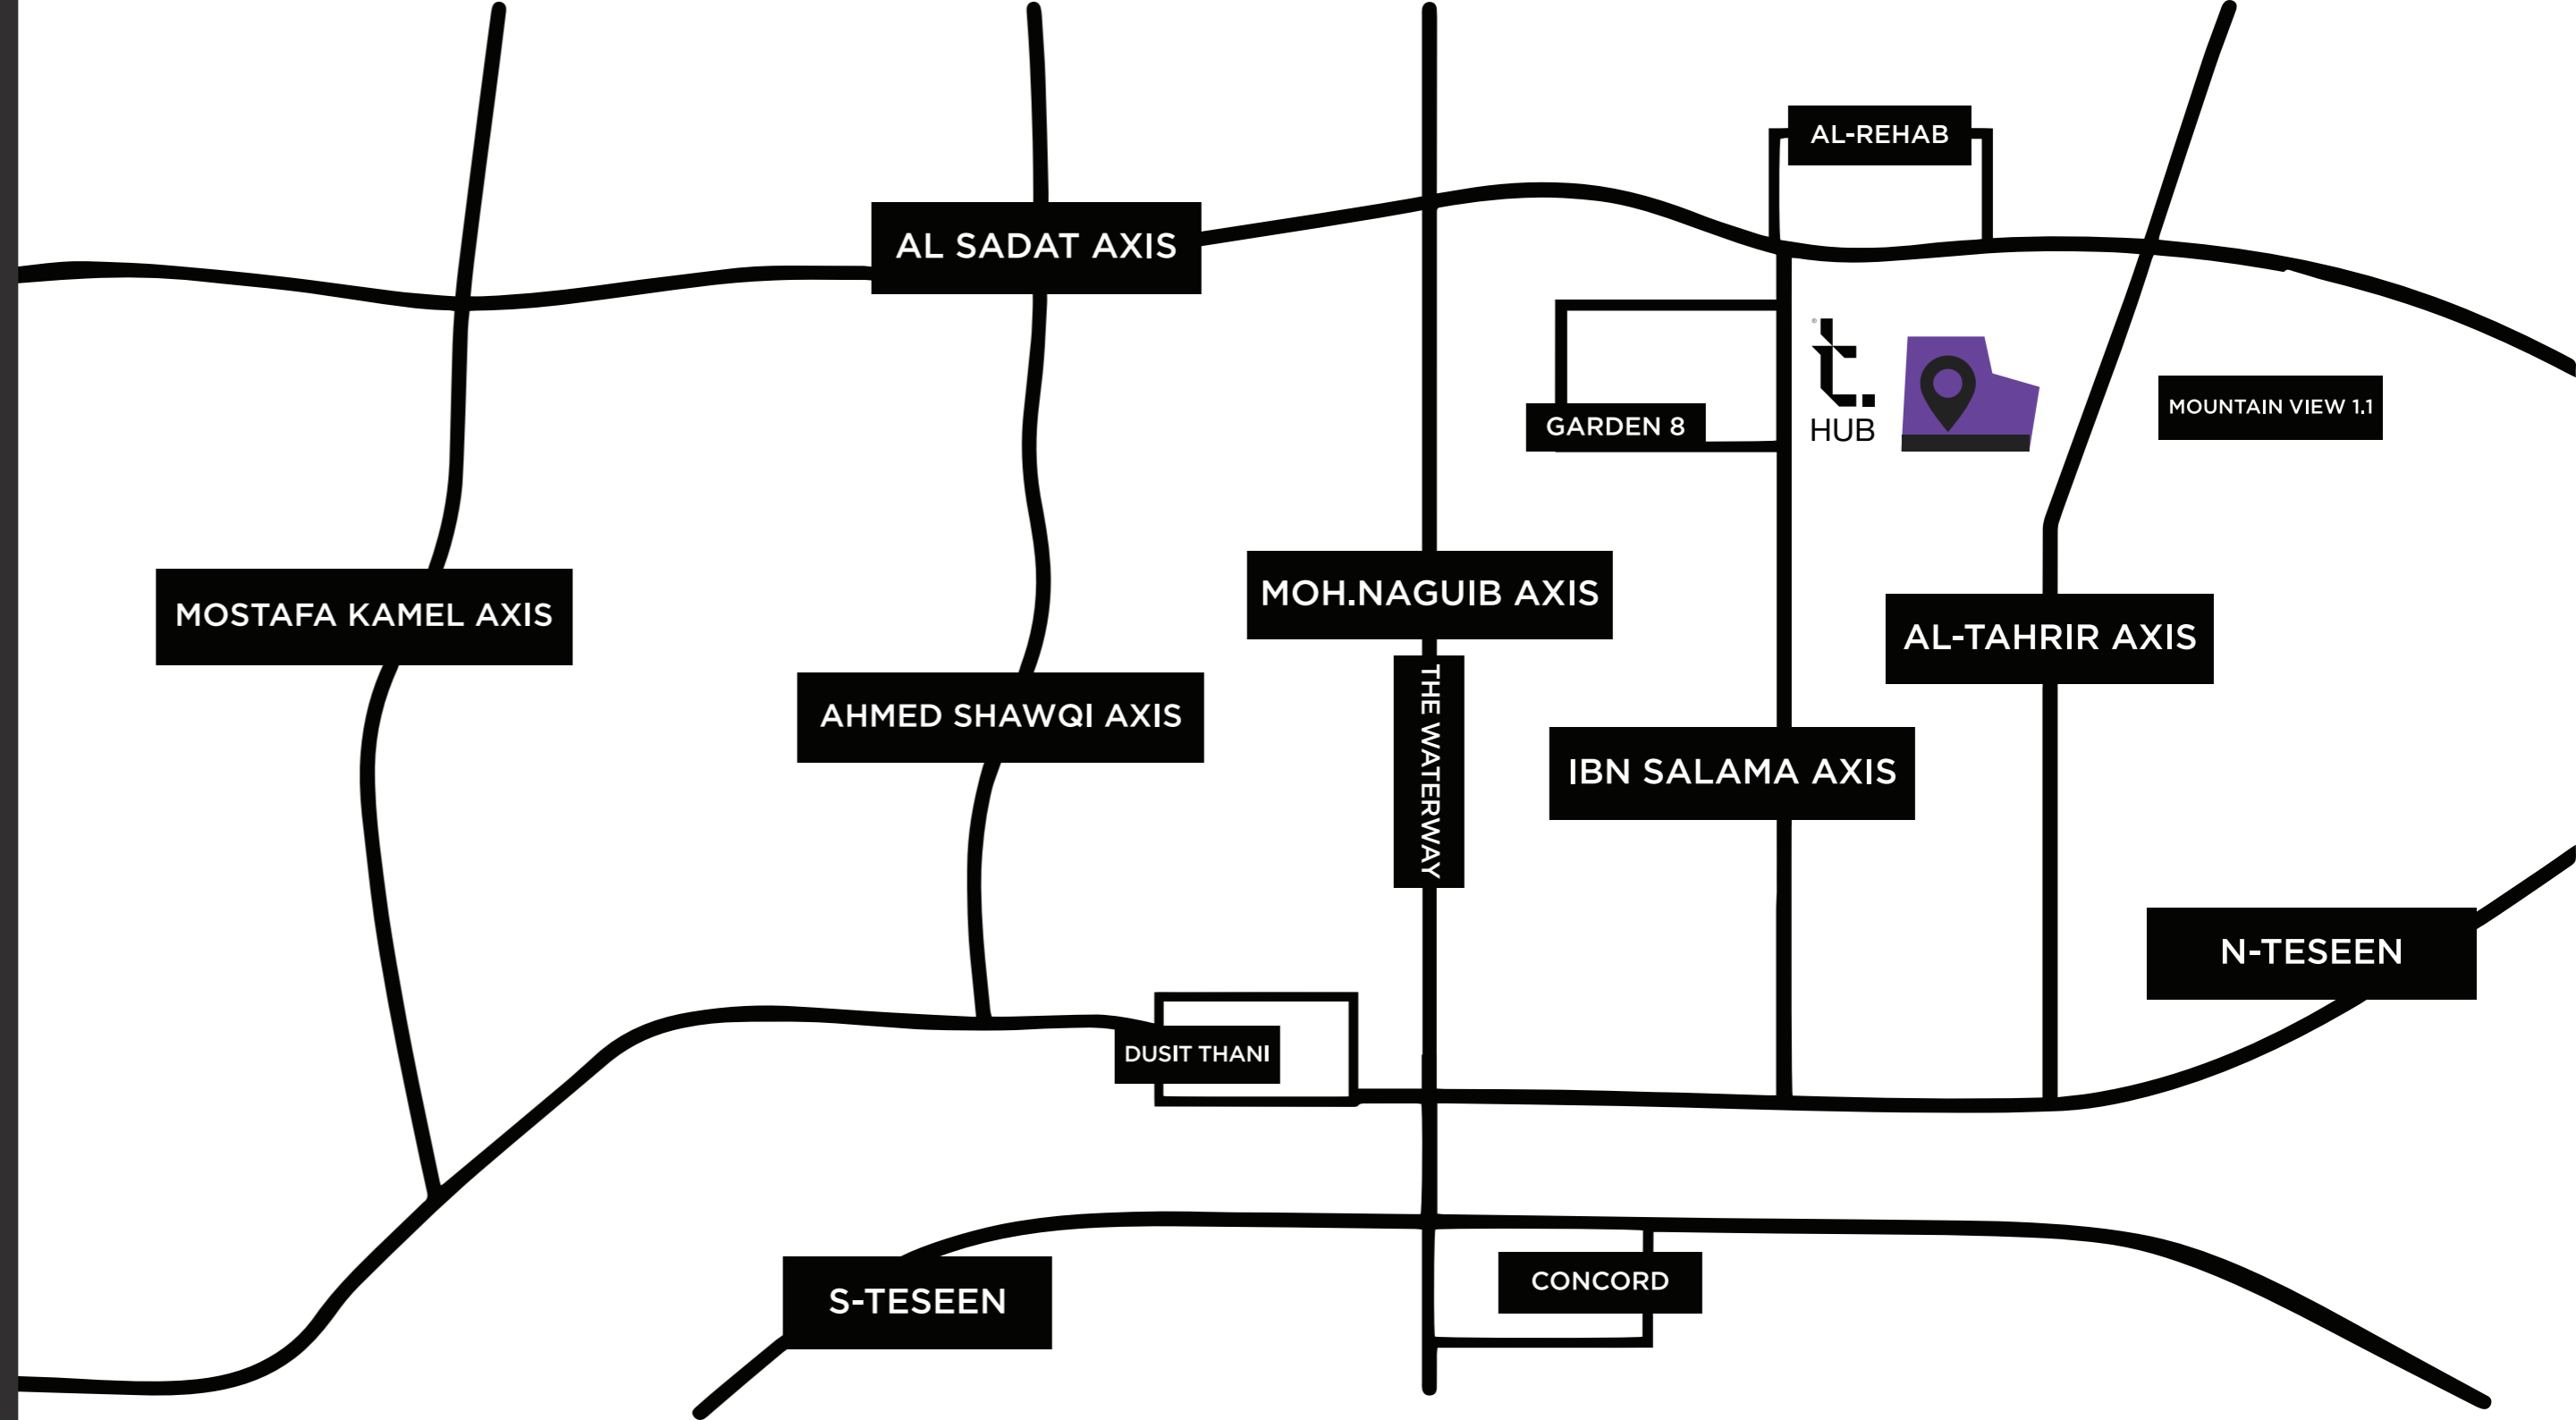 AL-REHAB
AL SADAT AXIS
®
t.
HUB
MOUNTAIN VIEW 1.1
GARDEN 8
MOH.NAGUIB AXIS
MOSTAFA KAMEL AXIS
AL-TAHRIR AXIS
THE WATERWAY
AHMED SHAWQI AXIS
IBN SALAMA AXIS
N-TESEEN
DUSIT THANI
CONCORD
S-TESEEN